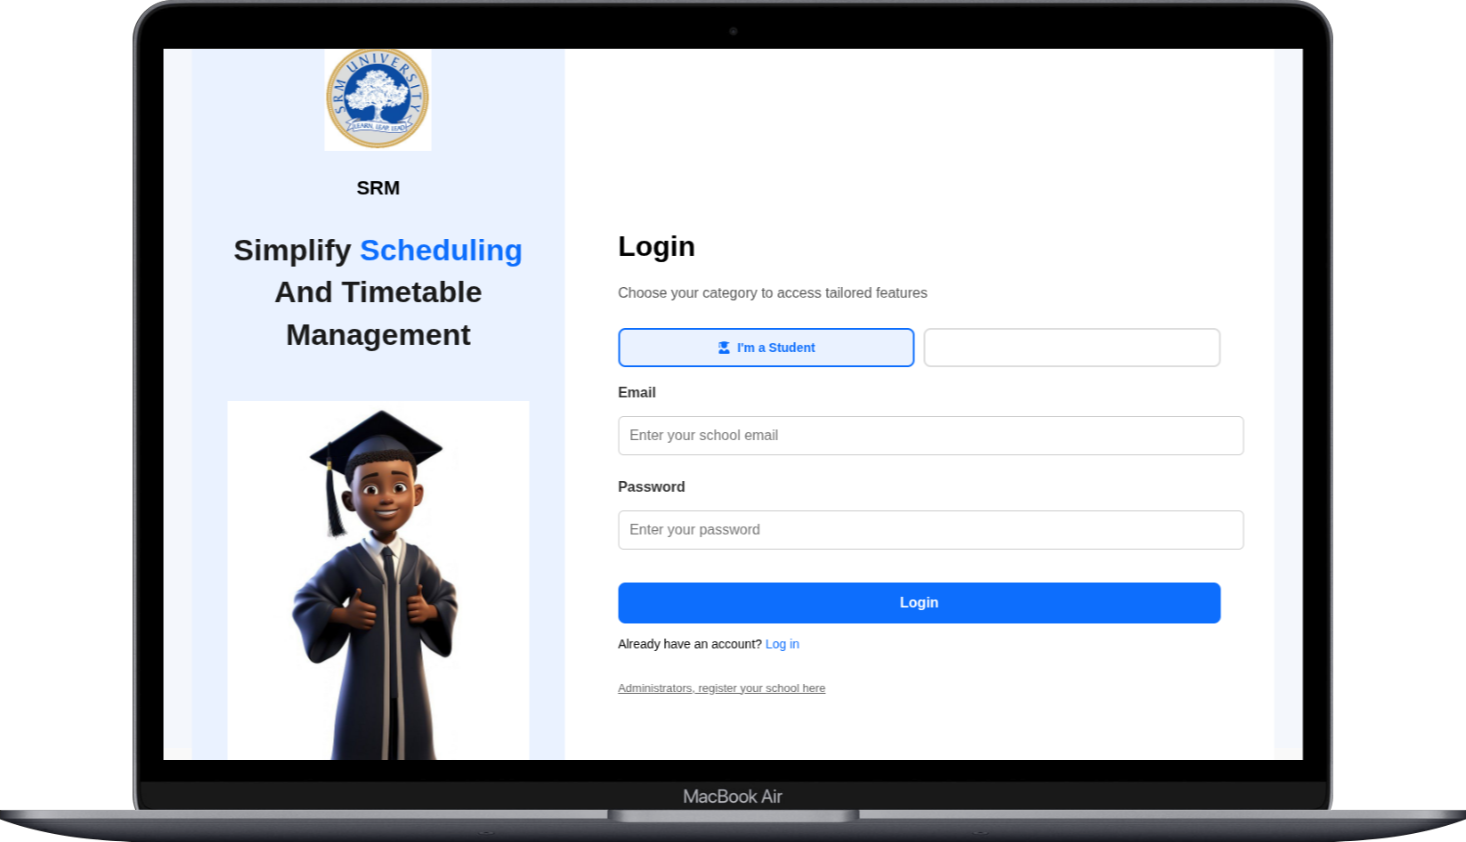 SRM UNIVERSITY
LEARN, LEAP, LEAD
SRM
Simplify Scheduling
And Timetable
Management
Login
Choose your category to access tailored features
I'm a Student
Email
Enter your school email
Password
Enter your password
Login
Already have an account? Log in
Administrators, register your school here
MacBook Air